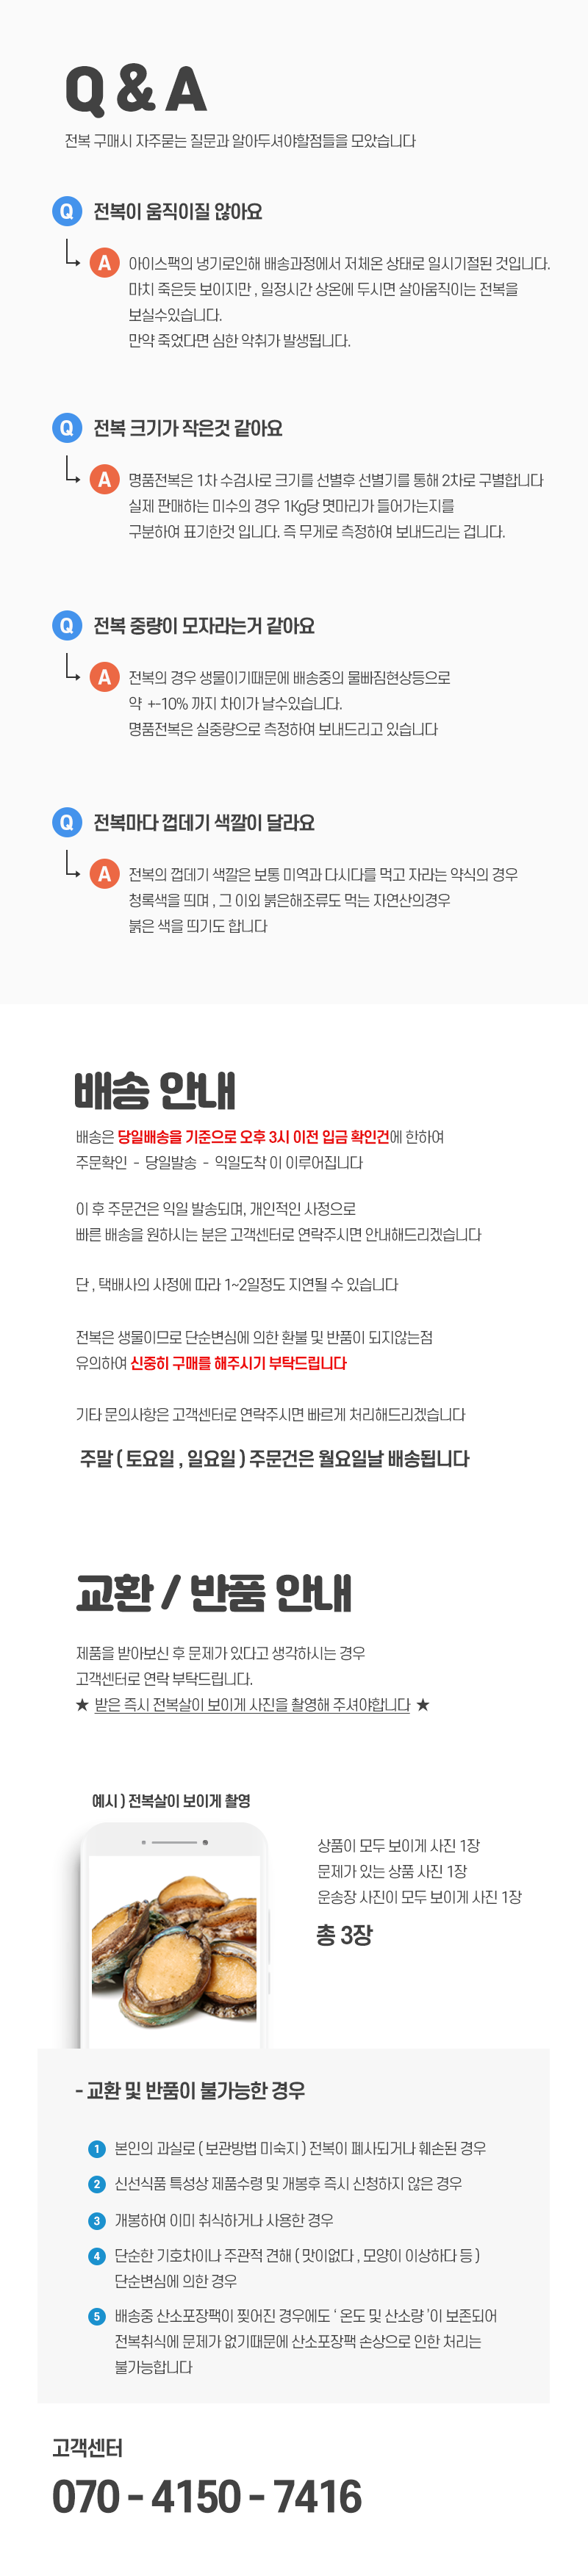 Q & A
전복 구매시 자주묻는 질문과 알아두셔야할점들을 모았습니다
Q 전복이 움직이질 않아요
A 아이스팩의 냉기로인해 배송과정에서 저체온 상태로 일시기절된 것입니다.
마치 죽은듯 보이지만 , 일정시간 상온에 두시면 살아움직이는 전복을
보실수있습니다.
만약 죽었다면 심한 악취가 발생됩니다.
Q 전복 크기가 작은것 같아요
A 명품전복은 1차 수검사로 크기를 선별후 선별기를 통해 2차로 구별합니다
실제 판매하는 미수의 경우 1Kg당 몇마리가 들어가는지를
구분하여 표기한것 입니다. 즉 무게로 측정하여 보내드리는 겁니다.
Q 전복 중량이 모자라는거 같아요
A 전복의 경우 생물이기때문에 배송중의 물빠짐현상등으로
약 +-10% 까지 차이가 날수있습니다.
명품전복은 실중량으로 측정하여 보내드리고 있습니다
Q 전복마다 껍데기 색깔이 달라요
A 전복의 껍데기 색깔은 보통 미역과 다시다를 먹고 자라는 약식의 경우
청록색을 띄며 , 그 이외 붉은해조류도 먹는 자연산의경우
붉은 색을 띄기도 합니다
배송 안내
배송은 당일배송을 기준으로 오후 3시 이전 입금 확인건에 한하여
주문확인 - 당일발송 - 익일도착 이 이루어집니다
이 후 주문건은 익일 발송되며, 개인적인 사정으로
빠른 배송을 원하시는 분은 고객센터로 연락주시면 안내해드리겠습니다
단 , 택배사의 사정에 따라 1~2일정도 지연될 수 있습니다
전복은 생물이므로 단순변심에 의한 환불 및 반품이 되지않는점
유의하여 신중히 구매를 해주시기 부탁드립니다
기타 문의사항은 고객센터로 연락주시면 빠르게 처리해드리겠습니다
주말 ( 토요일 , 일요일 ) 주문건은 월요일날 배송됩니다
교환 / 반품 안내
제품을 받아보신 후 문제가 있다고 생각하시는 경우
고객센터로 연락 부탁드립니다.
★ 받은 즉시 전복살이 보이게 사진을 촬영해 주셔야합니다 ★
예시 ) 전복살이 보이게 촬영
상품이 모두 보이게 사진 1장
문제가 있는 상품 사진 1장
운송장 사진이 모두 보이게 사진 1장
총 3장
- 교환 및 반품이 불가능한 경우
1 본인의 과실로 ( 보관방법 미숙지 ) 전복이 폐사되거나 훼손된 경우
2 신선식품 특성상 제품수령 및 개봉후 즉시 신청하지 않은 경우
3 개봉하여 이미 취식하거나 사용한 경우
4 단순한 기호차이나 주관적 견해 ( 맛이없다 , 모양이 이상하다 등 )
단순변심에 의한 경우
5 배송중 산소포장팩이 찢어진 경우에도 ‘ 온도 및 산소량 ’이 보존되어
전복취식에 문제가 없기때문에 산소포장팩 손상으로 인한 처리는
불가능합니다
고객센터
070 - 4150 - 7416